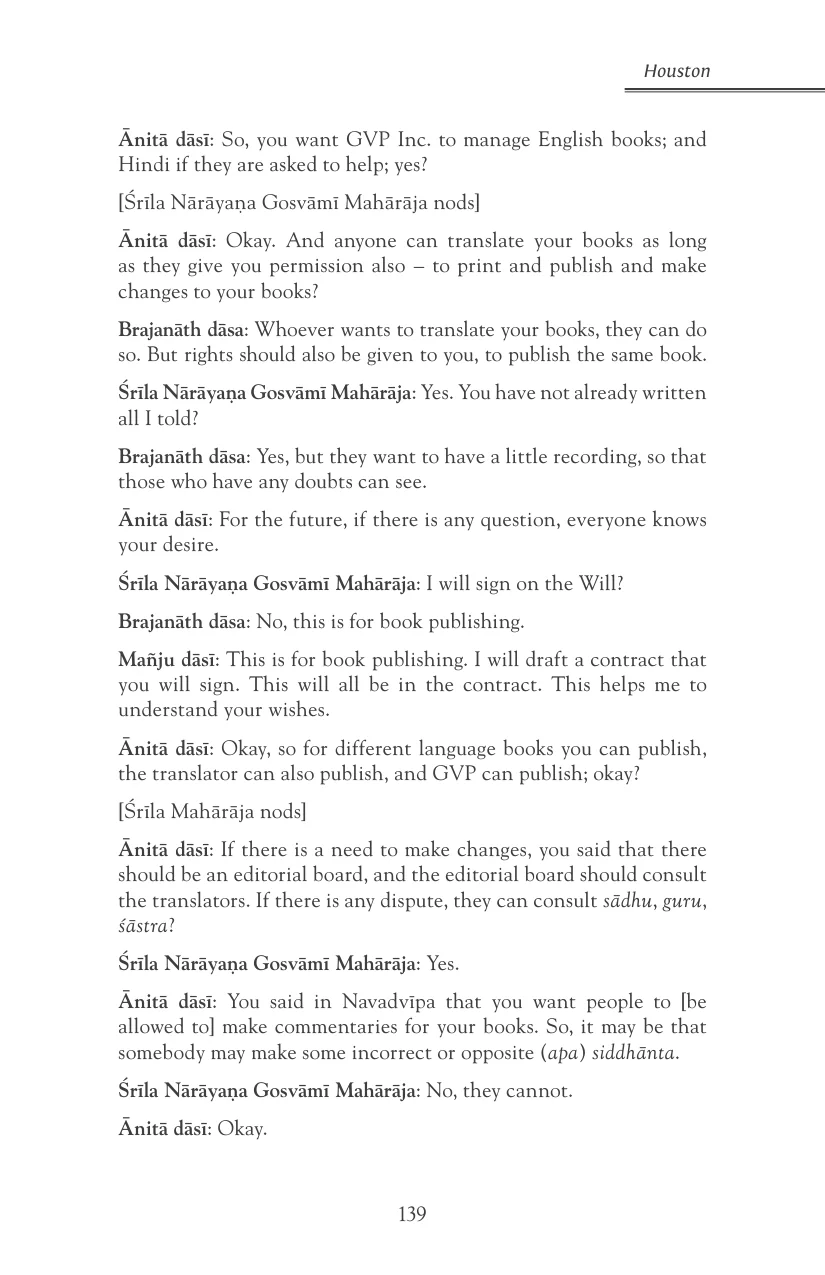 Houston
Ānitā dāsī: So, you want GVP Inc. to manage English books; and
Hindi if they are asked to help; yes?
[Śrīla Nārāyaṇa Gosvāmī Mahārāja nods]
Ānitā dāsī: Okay. And anyone can translate your books as long
as they give you permission also – to print and publish and make
changes to your books?
Brajanāth dāsa: Whoever wants to translate your books, they can do
so. But rights should also be given to you, to publish the same book.
Śrīla Nārāyaṇa Gosvāmī Mahārāja: Yes. You have not already written
all I told?
Brajanāth dāsa: Yes, but they want to have a little recording, so that
those who have any doubts can see.
Ānitā dāsī: For the future, if there is any question, everyone knows
your desire.
Śrīla Nārāyaṇa Gosvāmī Mahārāja: I will sign on the Will?
Brajanāth dāsa: No, this is for book publishing.
Mañju dāsī: This is for book publishing. I will draft a contract that
you will sign. This will all be in the contract. This helps me to
understand your wishes.
Ānitā dāsī: Okay, so for different language books you can publish,
the translator can also publish, and GVP can publish; okay?
[Śrīla Mahārāja nods]
Ānitā dāsī: If there is a need to make changes, you said that there
should be an editorial board, and the editorial board should consult
the translators. If there is any dispute, they can consult sādhu, guru,
śāstra?
Śrīla Nārāyaṇa Gosvāmī Mahārāja: Yes.
Ānitā dāsī: You said in Navadvīpa that you want people to [be
allowed to] make commentaries for your books. So, it may be that
somebody may make some incorrect or opposite (apa) siddhānta.
Śrīla Nārāyaṇa Gosvāmī Mahārāja: No, they cannot.
Ānitā dāsī: Okay.
139